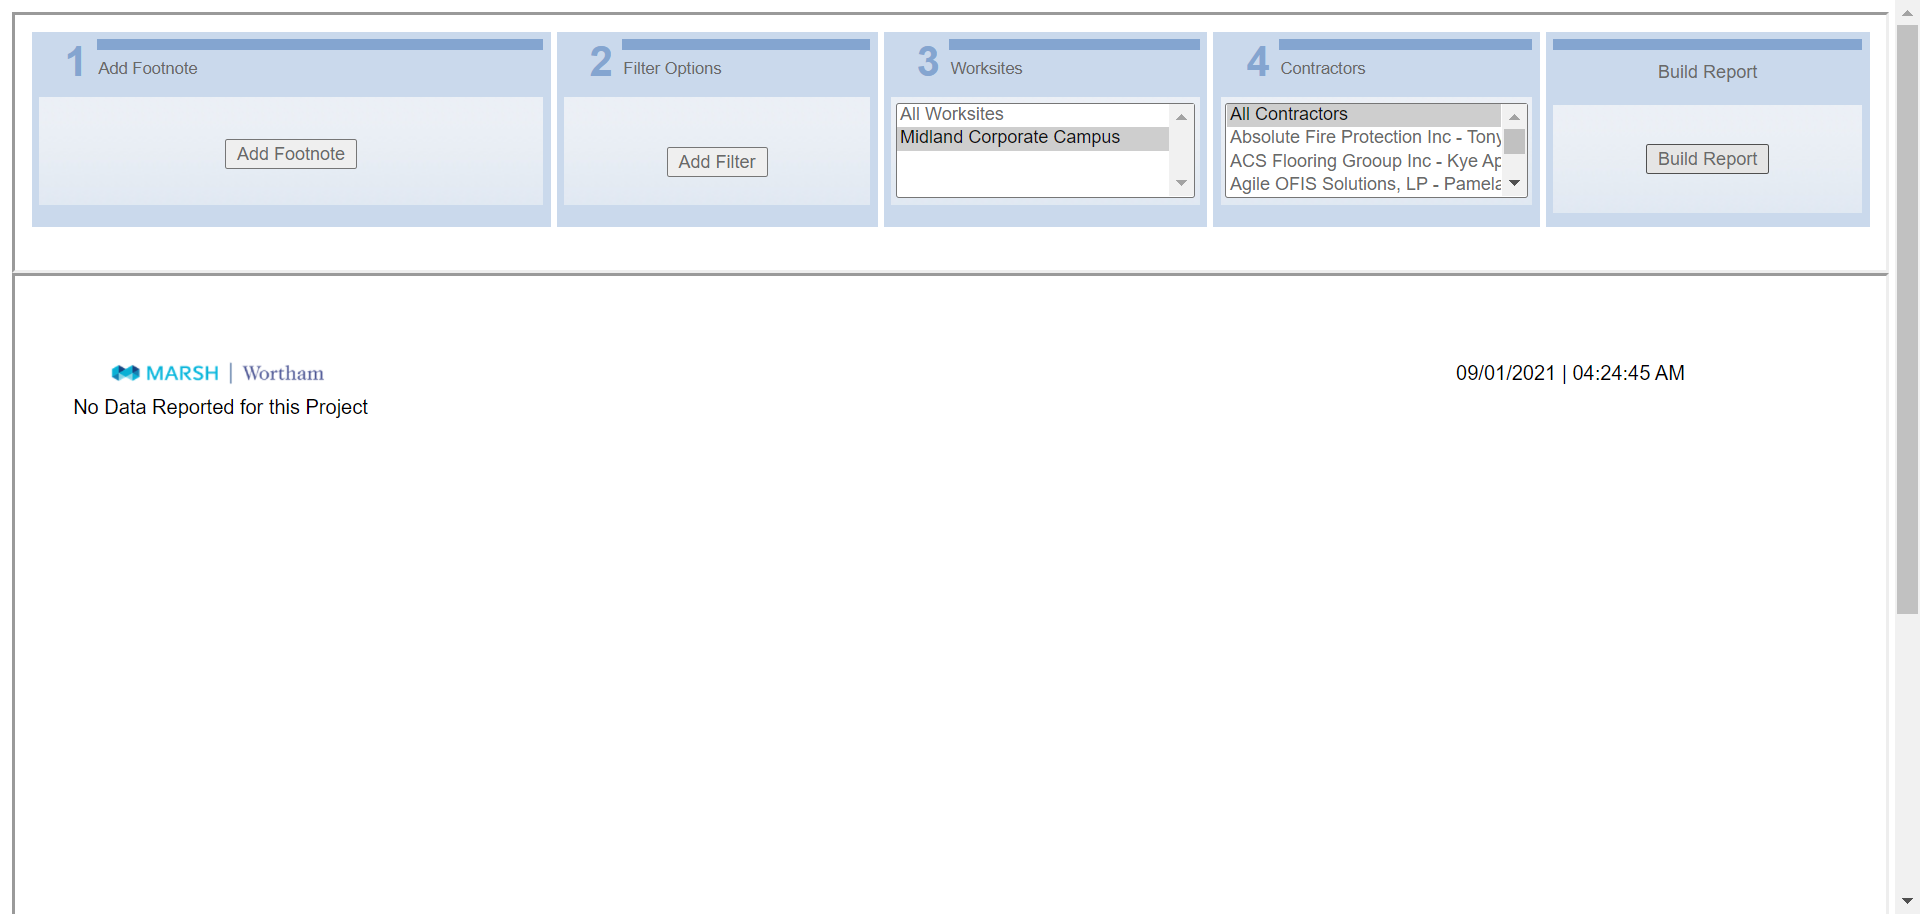 1 Add Footnote
Add Footnote
2 Filter Options
Add Filter
3 Worksites
All Worksites
Midland Corporate Campus
4 Contractors
All Contractors
Absolute Fire Protection Inc - Tony
ACS Flooring Grooup Inc - Kye Ap
Agile OFIS Solutions, LP - Pamela
Build Report
Build Report
MARSH | Wortham
09/01/2021 | 04:24:45 AM
No Data Reported for this Project